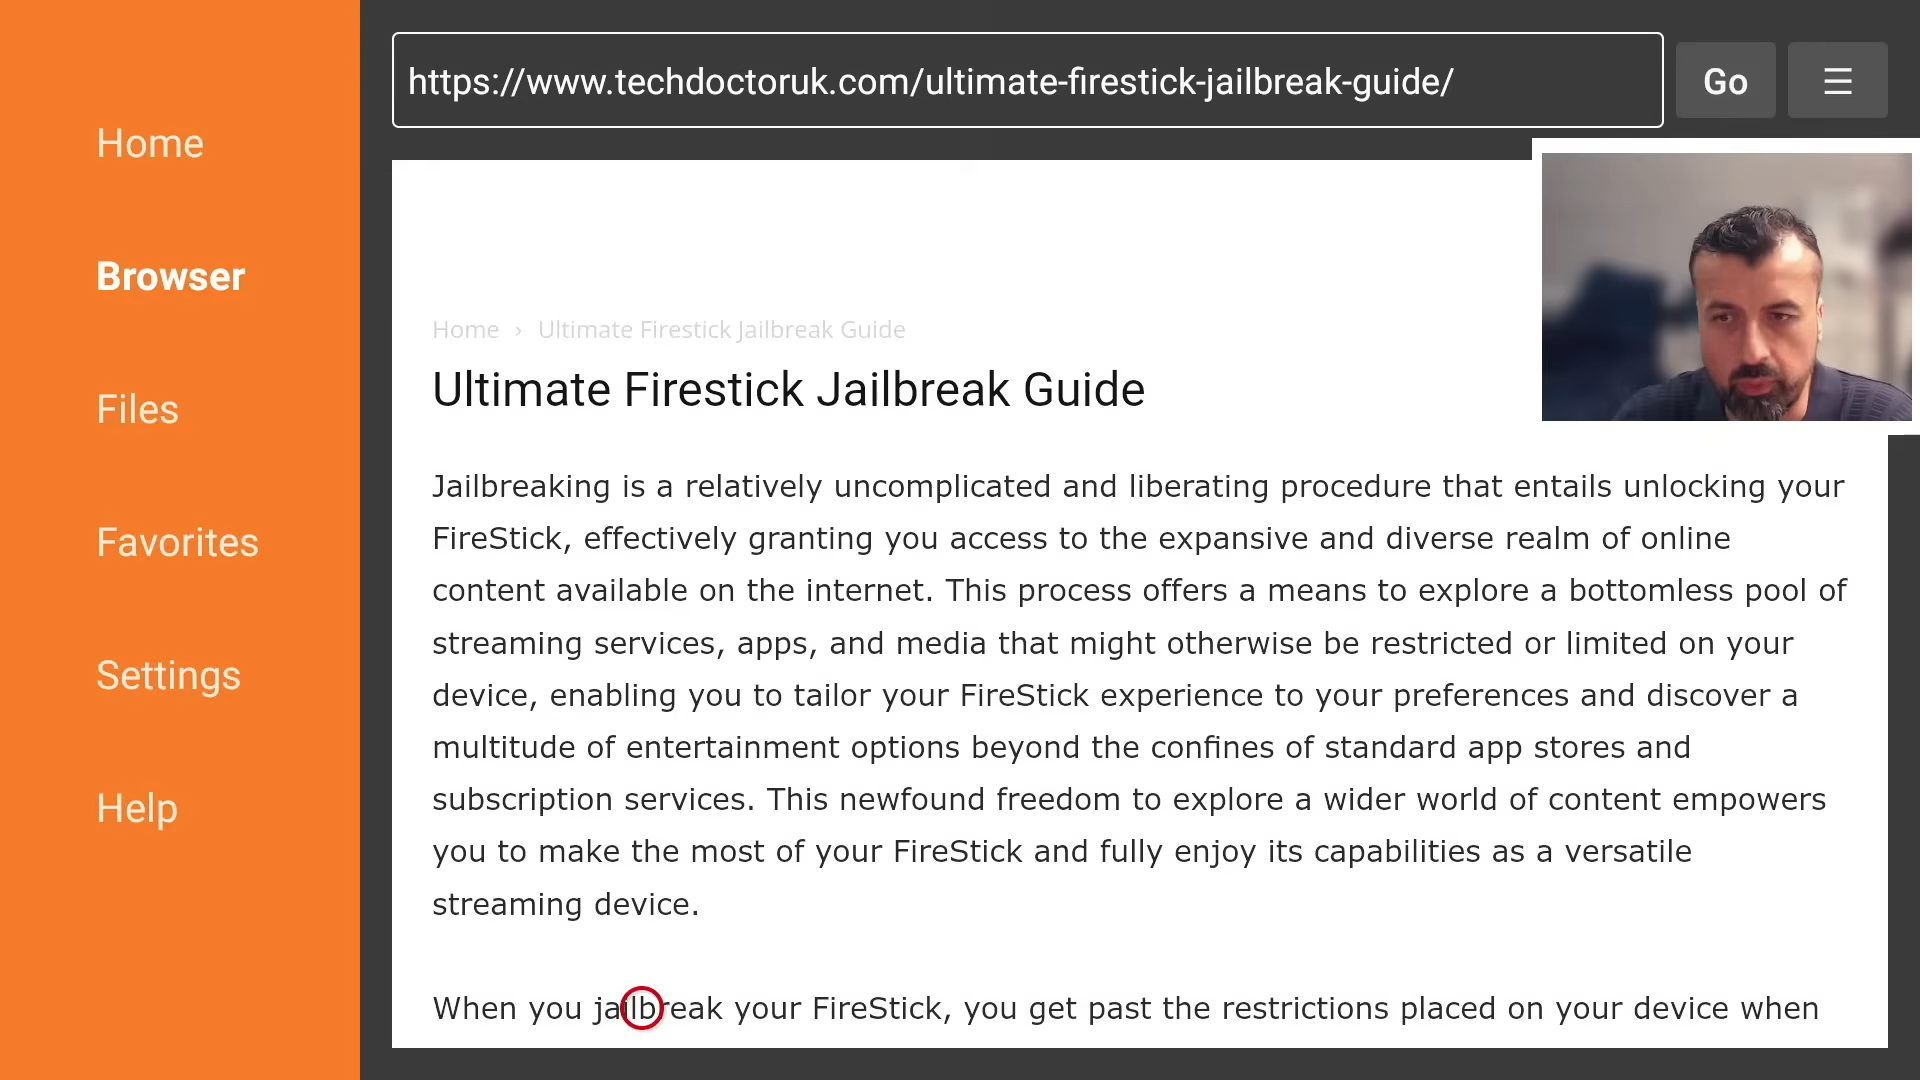 Home
Browser
Files
Favorites
Settings
Help
https://www.techdoctoruk.com/ultimate-firestick-jailbreak-guide/
Go
Home › Ultimate Firestick Jailbreak Guide
Ultimate Firestick Jailbreak Guide
Jailbreaking is a relatively uncomplicated and liberating procedure that entails unlocking your
FireStick, effectively granting you access to the expansive and diverse realm of online
content available on the internet. This process offers a means to explore a bottomless pool of
streaming services, apps, and media that might otherwise be restricted or limited on your
device, enabling you to tailor your FireStick experience to your preferences and discover a
multitude of entertainment options beyond the confines of standard app stores and
subscription services. This newfound freedom to explore a wider world of content empowers
you to make the most of your FireStick and fully enjoy its capabilities as a versatile
streaming device.
When you jailbreak your FireStick, you get past the restrictions placed on your device when